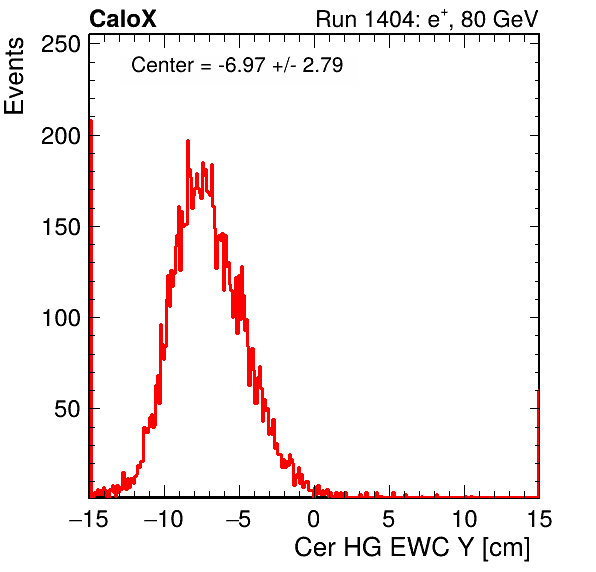 CaloX Run 1404: e⁺, 80 GeV
Events
Center = -6.97 +/- 2.79
250
200
150
100
50
−15 −10 −5 0 5 10 15
Cer HG EWC Y [cm]